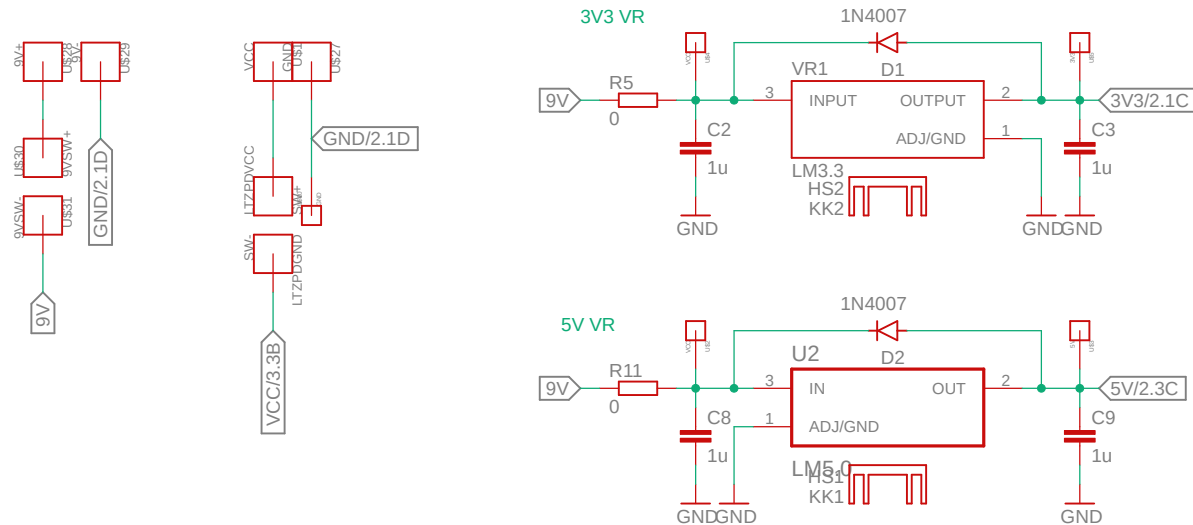 3V3 VR
1N4007
D1
9V
R5
0
VR1
3
INPUT
OUTPUT
2
ADJ/GND
1
3V3/2.1C
C2
1u
C3
1u
LM3.3
HS2
KK2
GND
GND
GND
5V VR
1N4007
D2
9V
R11
0
U2
3
IN
OUT
2
1
ADJ/GND
5V/2.3C
C8
1u
C9
1u
LM5.0
HS1
KK1
GND
GND
GND
9V+
U$28
9V-
U$29
U$30
9VSW+
9VSW-
U$31
GND/2.1D
9V
VCC
GND
U$1
U$27
GND/2.1D
LTZPDVCC
SW+
SW-
LTZPDGND
VCC/3.3B